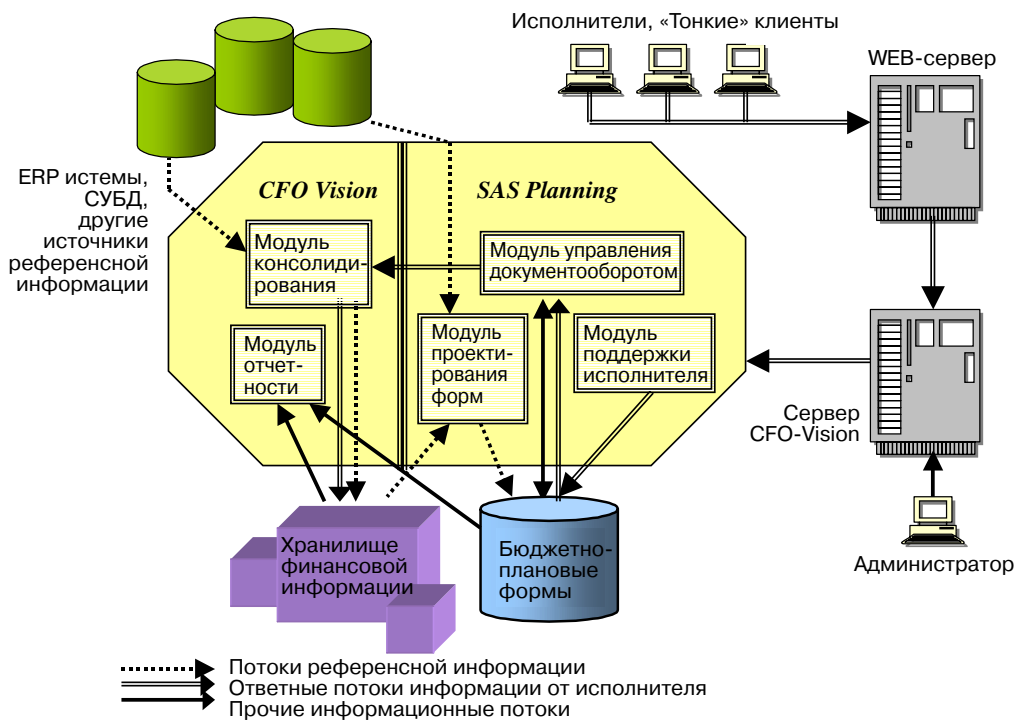 Исполнители, «Тонкие» клиенты
WEB-сервер
ERP истемы,
СУБД,
другие
источники
референсной
информации
CFO Vision
SAS Planning
Модуль
консолиди-
рования
Модуль управления
документооборотом
Модуль
отчет-
ности
Модуль
проекти-
рования
форм
Модуль
поддержки
исполнителя
Сервер
CFO-Vision
Хранилище
финансовой
информации
Бюджетно-
плановые
формы
Администратор
Потоки референсной информации
Ответные потоки информации от исполнителя
Прочие информационные потоки